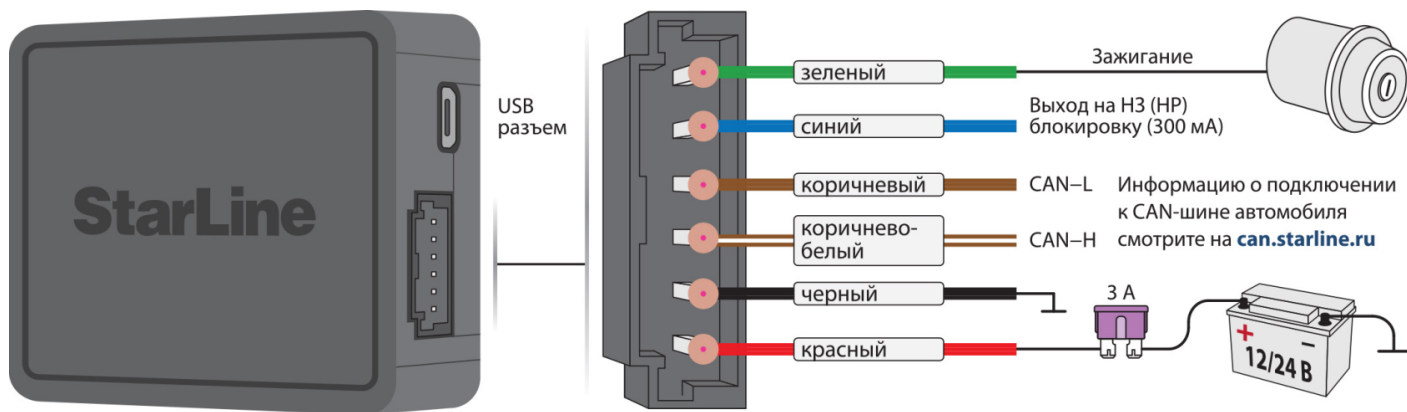 StarLine
USB
разъем
зеленый
Зажигание
синий
Выход на НЗ (НР)
блокировку (300 мА)
коричневый
CAN–L
Информацию о подключении
к CAN-шине автомобиля
смотрите на can.starline.ru
коричнево-
белый
CAN–H
черный
3 А
красный
+ –
12/24 В